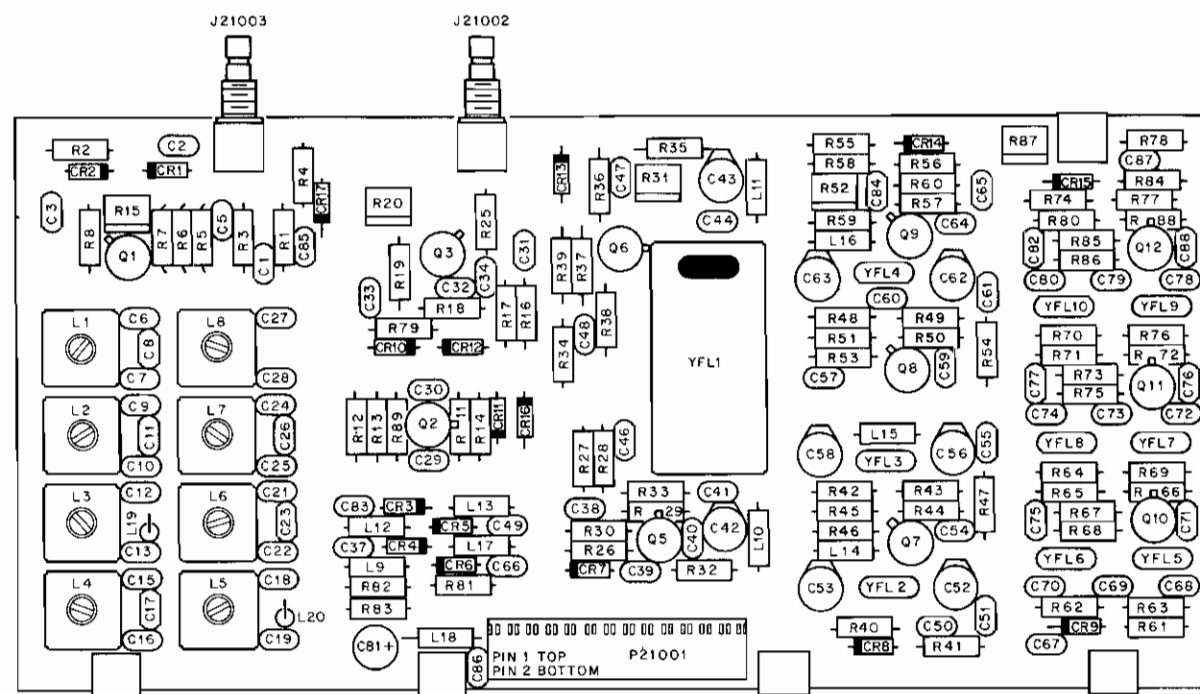 J21003 J21002
R2 C2 CR2 CR1 R4 CR17 C3 R8 R15 Q1 R7 R6 R5 C5 R3 C1 R1 C85
R20 R25 Q3 R19 C33 C32 C34 C31 R18 R17 R16 R79 CR10 CR12
CR13 R36 C47 R35 R31 C43 L11 C44 Q6 R39 R37 R38 R34 C48 YFL1
R55 R58 R52 C84 R59 L16 CR14 R56 R60 R57 C65 C64 Q9 C63 YFL4 C62 C60 C61
R87 R78 C87 CR15 R84 R74 R77 R80 R88 C82 R85 R86 Q12 C88 C80 C79 C78
YFL10 YFL9
L1 C6 C8 C7 L8 C27 C28
L2 C9 C11 C10 L7 C24 C26 C25
L3 C12 L19 C13 L6 C21 C23 C22
L4 C15 C17 C16 L5 C18 L20 C19
C30 R12 R13 R89 Q2 R11 R14 CR11 CR16 C29
C83 CR3 L13 L12 CR5 C49 C37 CR4 L17 L9 CR6 C66 R82 R81 R83
C81+ L18 C86
R27 R28 C46 R33 C41 C38 R29 R30 Q5 C40 C42 L10 R26 CR7 C39 R32
PIN 1 TOP P21001
PIN 2 BOTTOM
R48 R49 R51 R50 R53 C57 Q8 C59 R54
L15 C58 YFL3 C56 C55
R42 R43 R45 R44 R46 L14 Q7 C54 R47
C53 YFL2 C52 C51 R40 C50 CR8 R41
R70 R76 R71 R72 C77 R73 R75 Q11 C76 C74 C73 C72
YFL8 YFL7
R64 R69 R65 R66 C75 R67 R68 Q10 C71
YFL6 YFL5
C70 C69 C68 R62 R63 CR9 R61 C67